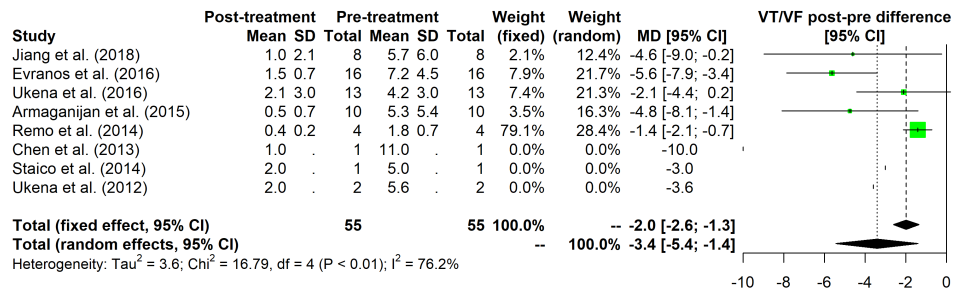 Post-treatment Pre-treatment Weight Weight VT/VF post-pre difference
Study Mean SD Total Mean SD Total (fixed) (random) MD [95% CI] [95% CI]
Jiang et al. (2018) 1.0 2.1 8 5.7 6.0 8 2.1% 12.4% -4.6 [-9.0; -0.2]
Evranos et al. (2016) 1.5 0.7 16 7.2 4.5 16 7.9% 21.7% -5.6 [-7.9; -3.4]
Ukena et al. (2016) 2.1 3.0 13 4.2 3.0 13 7.4% 21.3% -2.1 [-4.4; 0.2]
Armaganijan et al. (2015) 0.5 0.7 10 5.3 5.4 10 3.5% 16.3% -4.8 [-8.1; -1.4]
Remo et al. (2014) 0.4 0.2 4 1.8 0.7 4 79.1% 28.4% -1.4 [-2.1; -0.7]
Chen et al. (2013) 1.0 . 1 11.0 . 1 0.0% 0.0% -10.0
Staico et al. (2014) 2.0 . 1 5.0 . 1 0.0% 0.0% -3.0
Ukena et al. (2012) 2.0 . 2 5.6 . 2 0.0% 0.0% -3.6
Total (fixed effect, 95% CI) 55 55 100.0% -- -2.0 [-2.6; -1.3]
Total (random effects, 95% CI) -- 100.0% -3.4 [-5.4; -1.4]
Heterogeneity: Tau² = 3.6; Chi² = 16.79, df = 4 (P < 0.01); I² = 76.2%
-10 -8 -6 -4 -2 0